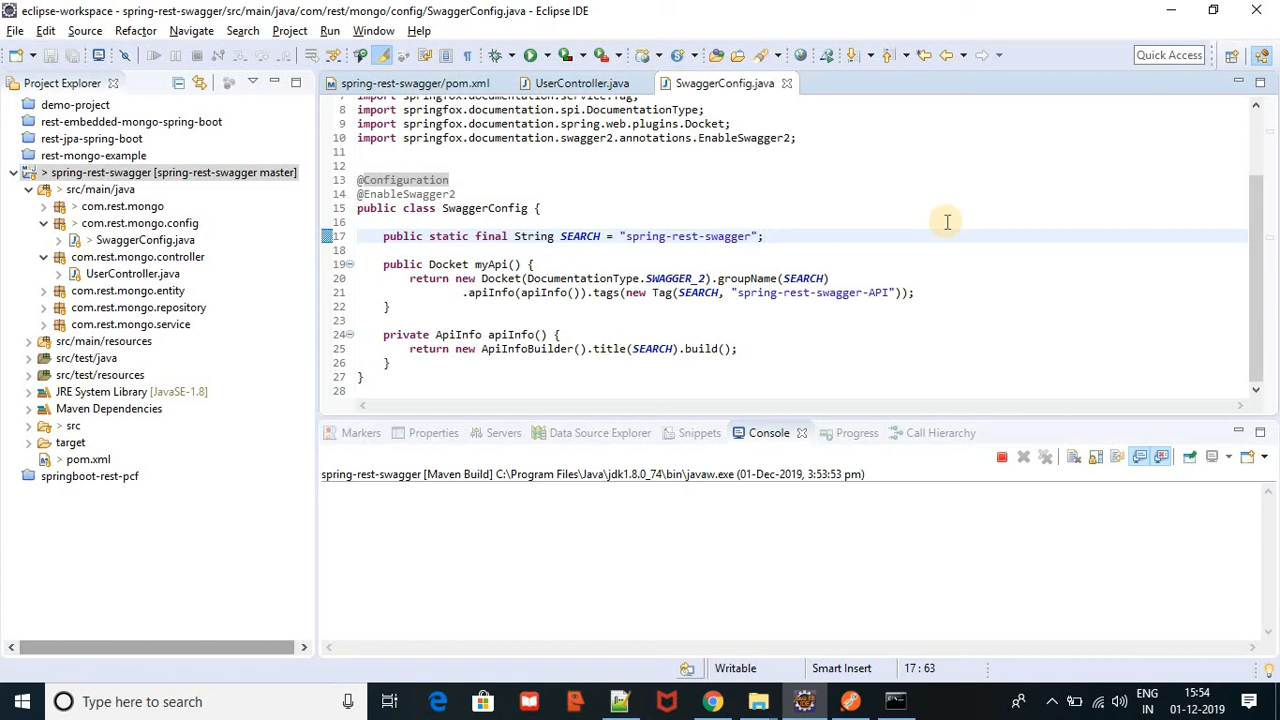 eclipse-workspace - spring-rest-swagger/src/main/java/com/rest/mongo/config/SwaggerConfig.java - Eclipse IDE
File Edit Source Refactor Navigate Search Project Run Window Help
Quick Access
Project Explorer
demo-project
rest-embedded-mongo-spring-boot
rest-jpa-spring-boot
rest-mongo-example
> spring-rest-swagger [spring-rest-swagger master]
> src/main/java
> com.rest.mongo
> com.rest.mongo.config
> SwaggerConfig.java
com.rest.mongo.controller
UserController.java
com.rest.mongo.entity
com.rest.mongo.repository
com.rest.mongo.service
src/main/resources
src/test/java
src/test/resources
JRE System Library [JavaSE-1.8]
Maven Dependencies
> src
target
> pom.xml
springboot-rest-pcf
spring-rest-swagger/pom.xml UserController.java SwaggerConfig.java
7 import springfox.documentation.service.Tag;
8 import springfox.documentation.spi.DocumentationType;
9 import springfox.documentation.spring.web.plugins.Docket;
10 import springfox.documentation.swagger2.annotations.EnableSwagger2;
11
12
13 @Configuration
14 @EnableSwagger2
15 public class SwaggerConfig {
16
17 public static final String SEARCH = "spring-rest-swagger";
18
19 public Docket myApi() {
20 return new Docket(DocumentationType.SWAGGER_2).groupName(SEARCH)
21 .apiInfo(apiInfo()).tags(new Tag(SEARCH, "spring-rest-swagger-API"));
22 }
23
24 private ApiInfo apiInfo() {
25 return new ApiInfoBuilder().title(SEARCH).build();
26 }
27 }
28
Markers Properties Servers Data Source Explorer Snippets Console Progress Call Hierarchy
spring-rest-swagger [Maven Build] C:\Program Files\Java\jdk1.8.0_74\bin\javaw.exe (01-Dec-2019, 3:53:53 pm)
Writable Smart Insert 17 : 63
Type here to search
ENG
IN
15:54
01-12-2019